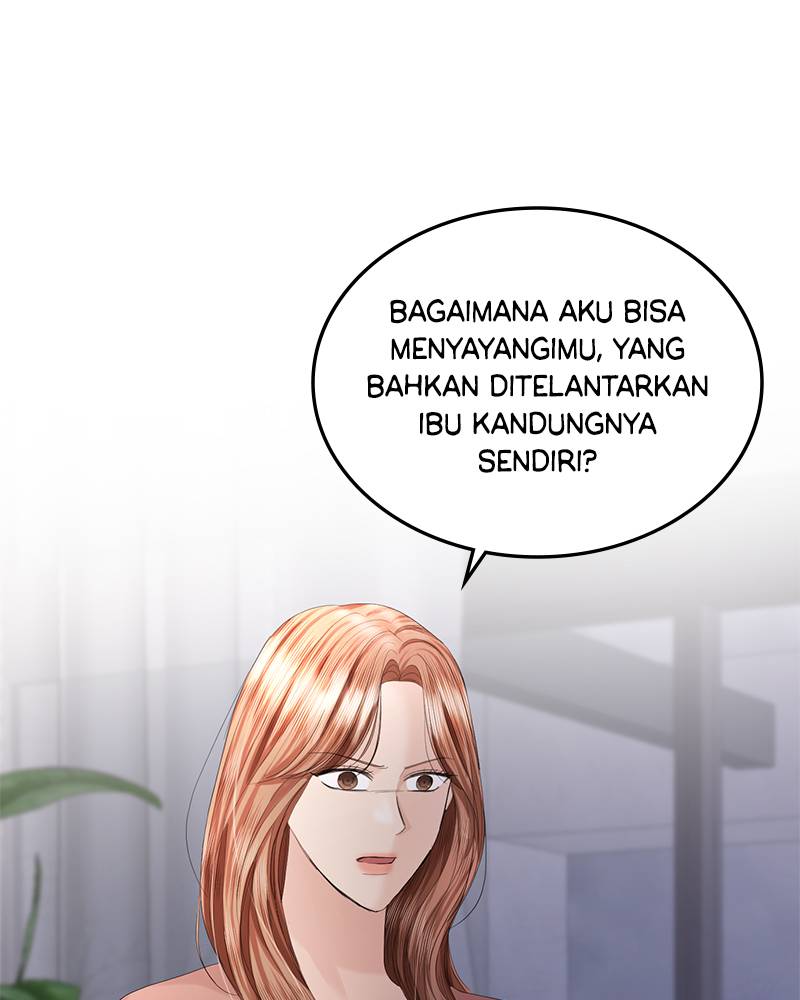 BAGAIMANA AKU BISA
MENYAYANGIMU, YANG
BAHKAN DITELANTARKAN
IBU KANDUNGNYA
SENDIRI?